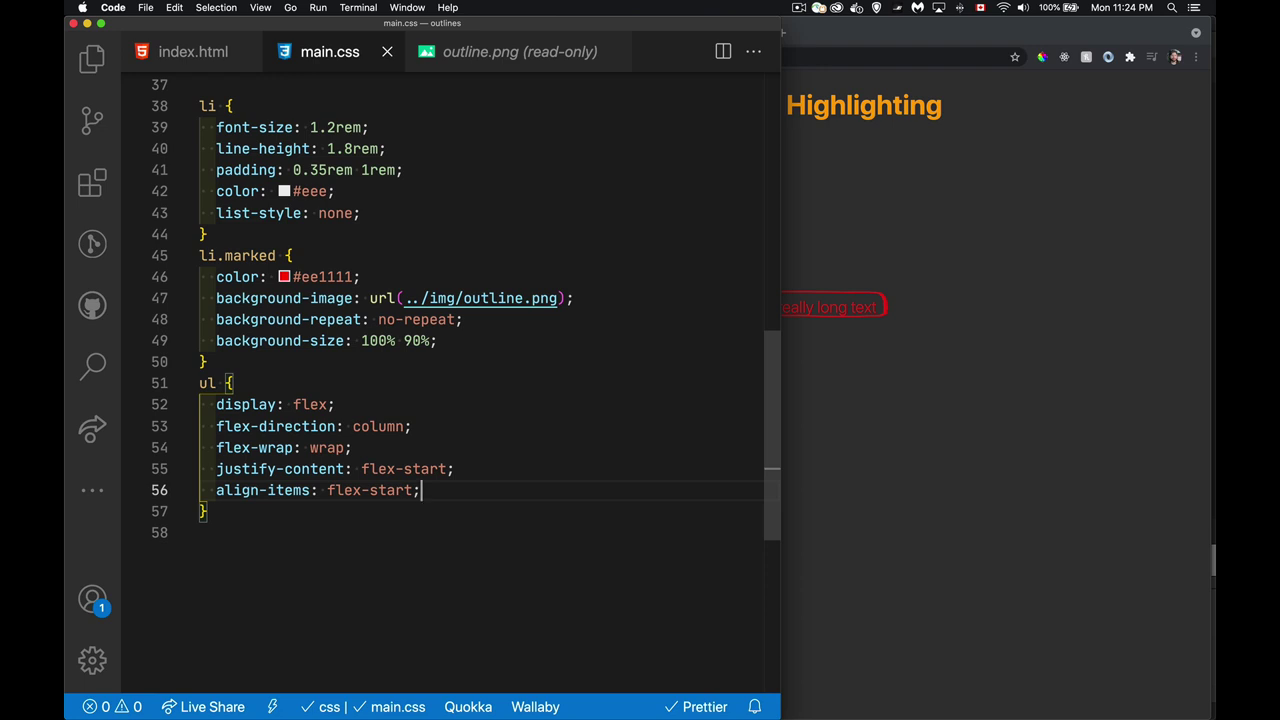 Code File Edit Selection View Go Run Terminal Window Help 100% Mon 11:24 PM
main.css — outlines
index.html main.css outline.png (read-only)
37
38 li {
39 font-size: 1.2rem;
40 line-height: 1.8rem;
41 padding: 0.35rem 1rem;
42 color: #eee;
43 list-style: none;
44 }
45 li.marked {
46 color: #ee1111;
47 background-image: url(../img/outline.png);
48 background-repeat: no-repeat;
49 background-size: 100% 90%;
50 }
51 ul {
52 display: flex;
53 flex-direction: column;
54 flex-wrap: wrap;
55 justify-content: flex-start;
56 align-items: flex-start;
57 }
58
Highlighting
eally long text
1
0 0 Live Share css | main.css Quokka Wallaby Prettier